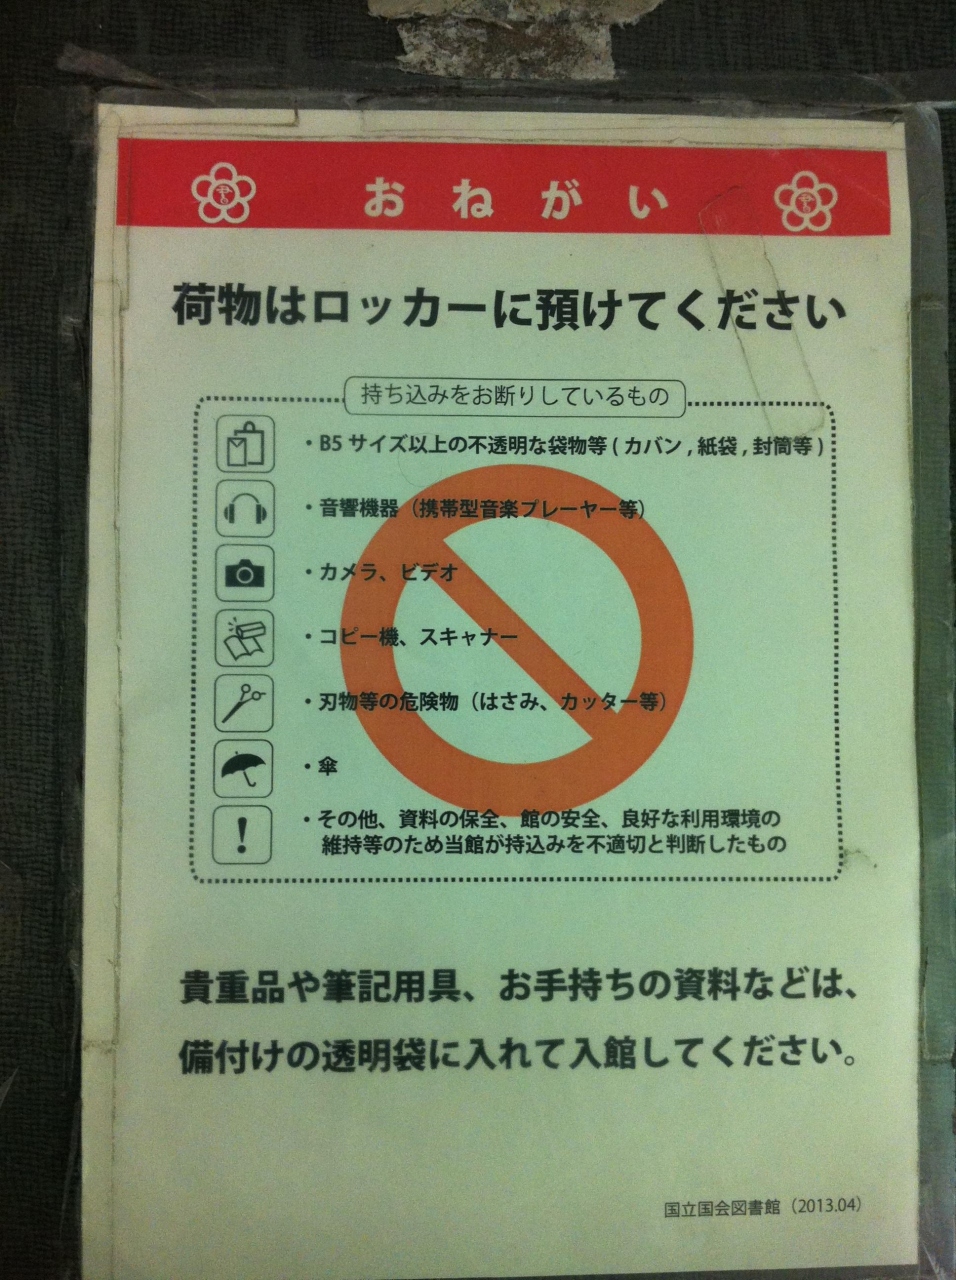 おねがい
荷物はロッカーに預けてください
持ち込みをお断りしているもの
・B5 サイズ以上の不透明な袋物等 ( カバン , 紙袋 , 封筒等 )
・音響機器（携帯型音楽プレーヤー等）
・カメラ、ビデオ
・コピー機、スキャナー
・刃物等の危険物（はさみ、カッター等）
・傘
・その他、資料の保全、館の安全、良好な利用環境の
維持等のため当館が持込みを不適切と判断したもの
貴重品や筆記用具、お手持ちの資料などは、
備付けの透明袋に入れて入館してください。
国立国会図書館（2013.04）